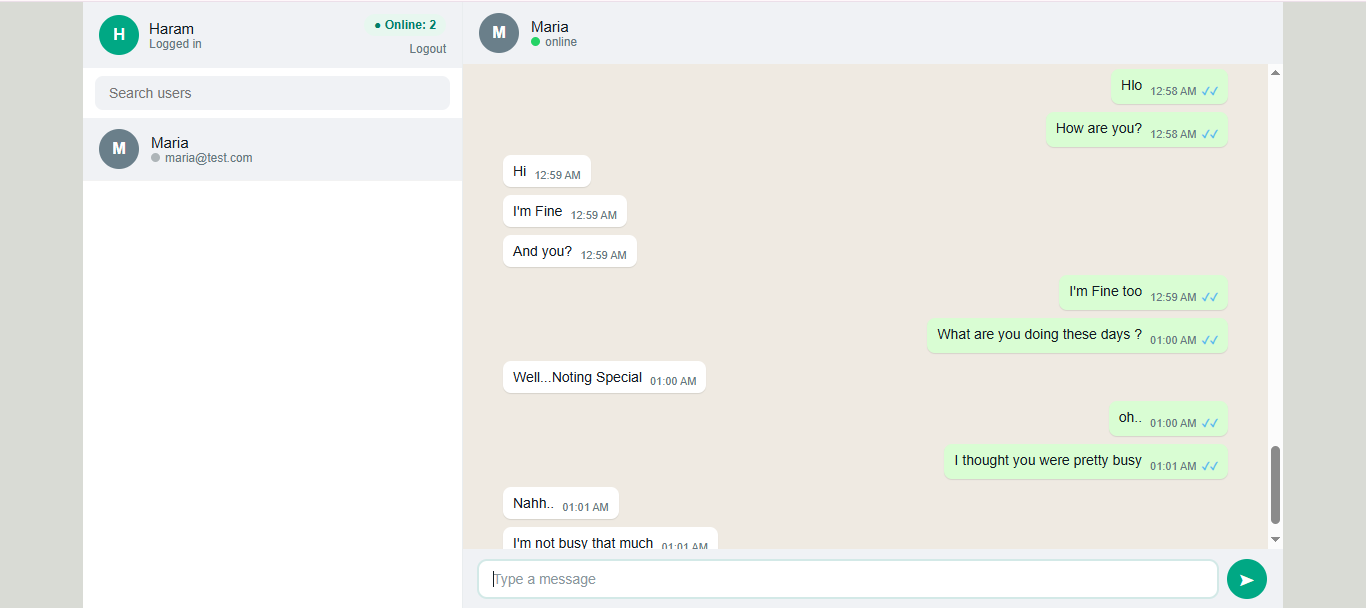 H
Haram
Logged in
● Online: 2
Logout
Search users
M
Maria
maria@test.com
M
Maria
online
Hlo 12:58 AM ✓✓
How are you? 12:58 AM ✓✓
Hi 12:59 AM
I'm Fine 12:59 AM
And you? 12:59 AM
I'm Fine too 12:59 AM ✓✓
What are you doing these days ? 01:00 AM ✓✓
Well...Noting Special 01:00 AM
oh.. 01:00 AM ✓✓
I thought you were pretty busy 01:01 AM ✓✓
Nahh.. 01:01 AM
I'm not busy that much 01:01 AM
Type a message